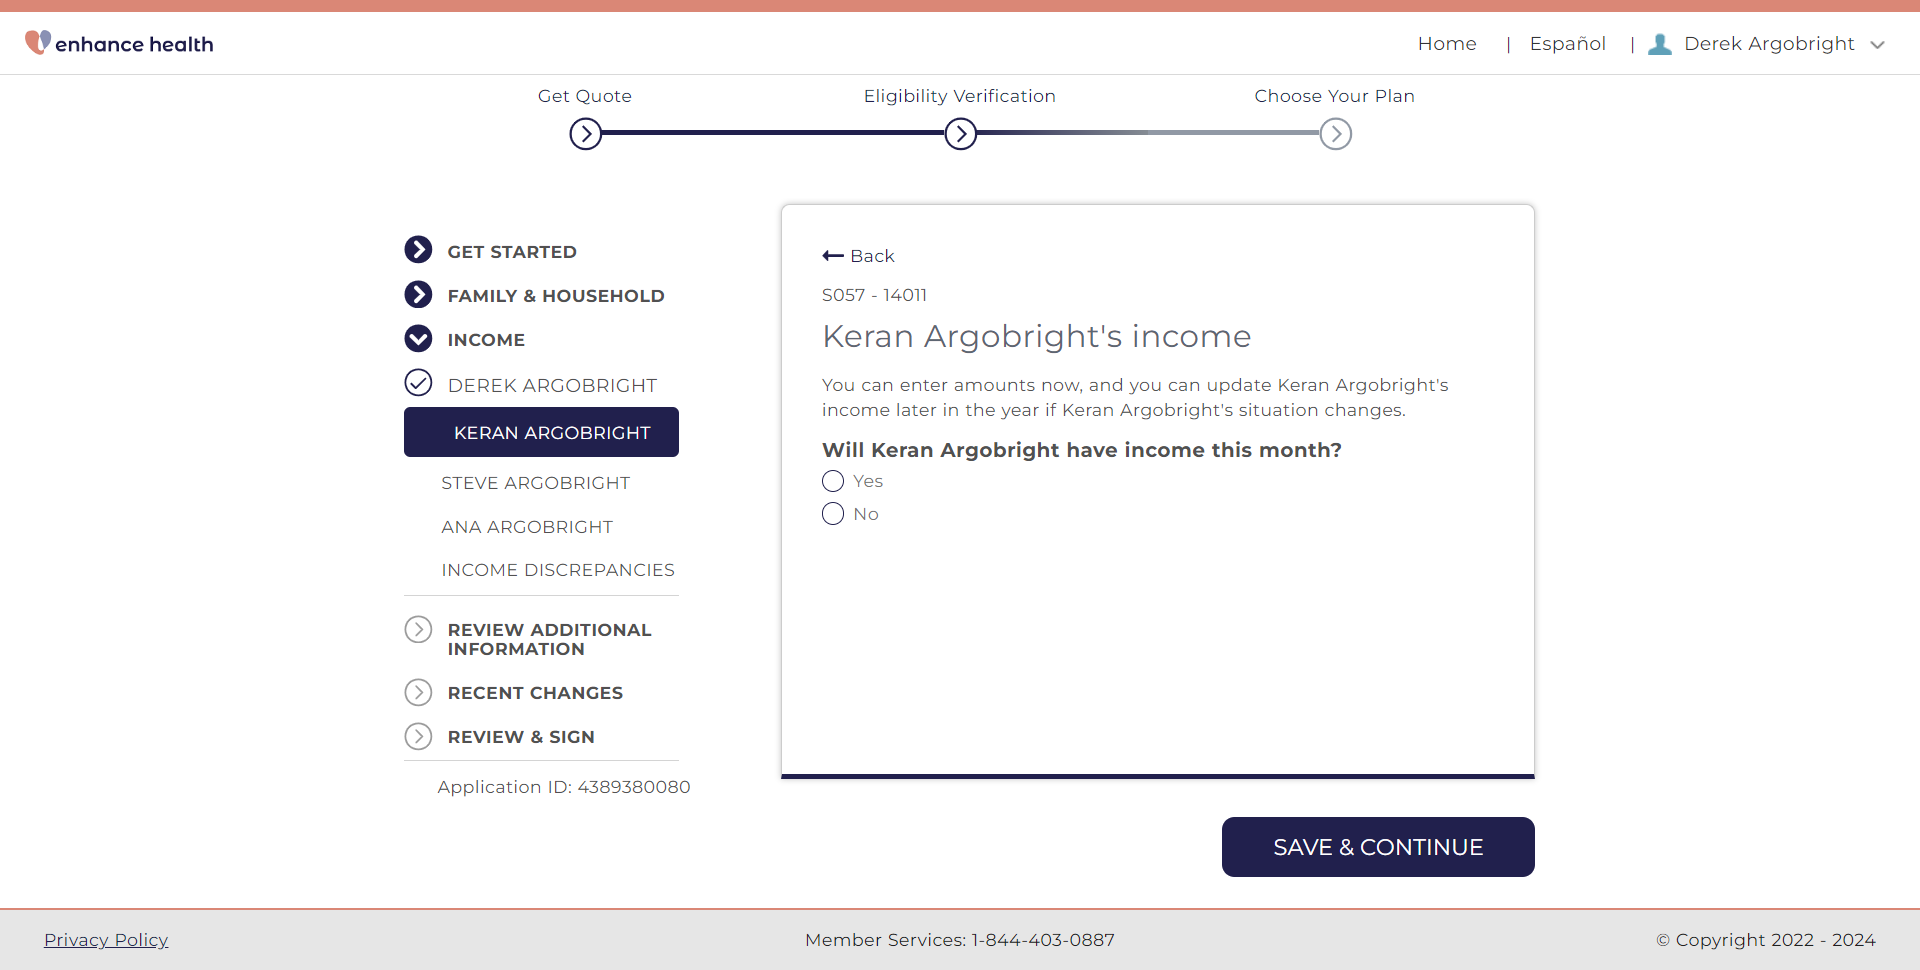 enhance health
Home | Español | Derek Argobright
Get Quote
Eligibility Verification
Choose Your Plan
GET STARTED
FAMILY & HOUSEHOLD
INCOME
DEREK ARGOBRIGHT
KERAN ARGOBRIGHT
STEVE ARGOBRIGHT
ANA ARGOBRIGHT
INCOME DISCREPANCIES
REVIEW ADDITIONAL
INFORMATION
RECENT CHANGES
REVIEW & SIGN
Application ID: 4389380080
Back
S057 - 14011
Keran Argobright's income
You can enter amounts now, and you can update Keran Argobright's
income later in the year if Keran Argobright's situation changes.
Will Keran Argobright have income this month?
Yes
No
SAVE & CONTINUE
Privacy Policy
Member Services: 1-844-403-0887
© Copyright 2022 - 2024